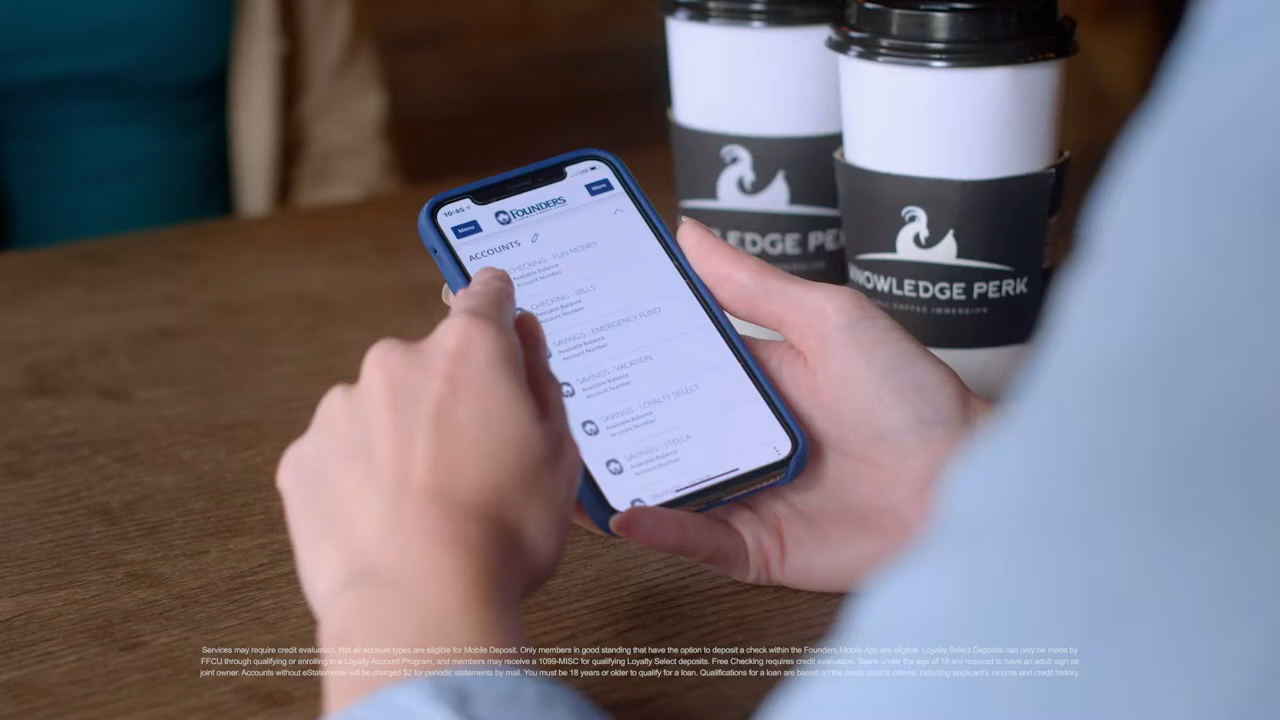 10:45
LTE
Menu
FOUNDERS
More
ACCOUNTS
CHECKING - FUN MONEY
Available Balance
Account Number
CHECKING - BILLS
Available Balance
Account Number
SAVINGS - EMERGENCY FUND
Available Balance
Account Number
SAVINGS - VACATION
Available Balance
Account Number
SAVINGS - LOYALTY SELECT
Available Balance
Account Number
SAVINGS - STELLA
Available Balance
Account Number
LEDGE PE
KNOWLEDGE PERK
COFFEE IMMERSION
Services may require credit evaluation. Not all account types are eligible for Mobile Deposit. Only members in good standing that have the option to deposit a check within the Founders Mobile App are eligible. Loyalty Select Deposits can only be made by
FFCU through qualifying or enrolling in a Loyalty Account Program, and members may receive a 1099-MISC for qualifying Loyalty Select deposits. Free Checking requires credit evaluation. Teens under the age of 16 are required to have an adult sign as
joint owner. Accounts without eStatements will be charged $2 for periodic statements by mail. You must be 18 years or older to qualify for a loan. Qualifications for a loan are based on the credit union's criteria, including applicant's income and credit history.